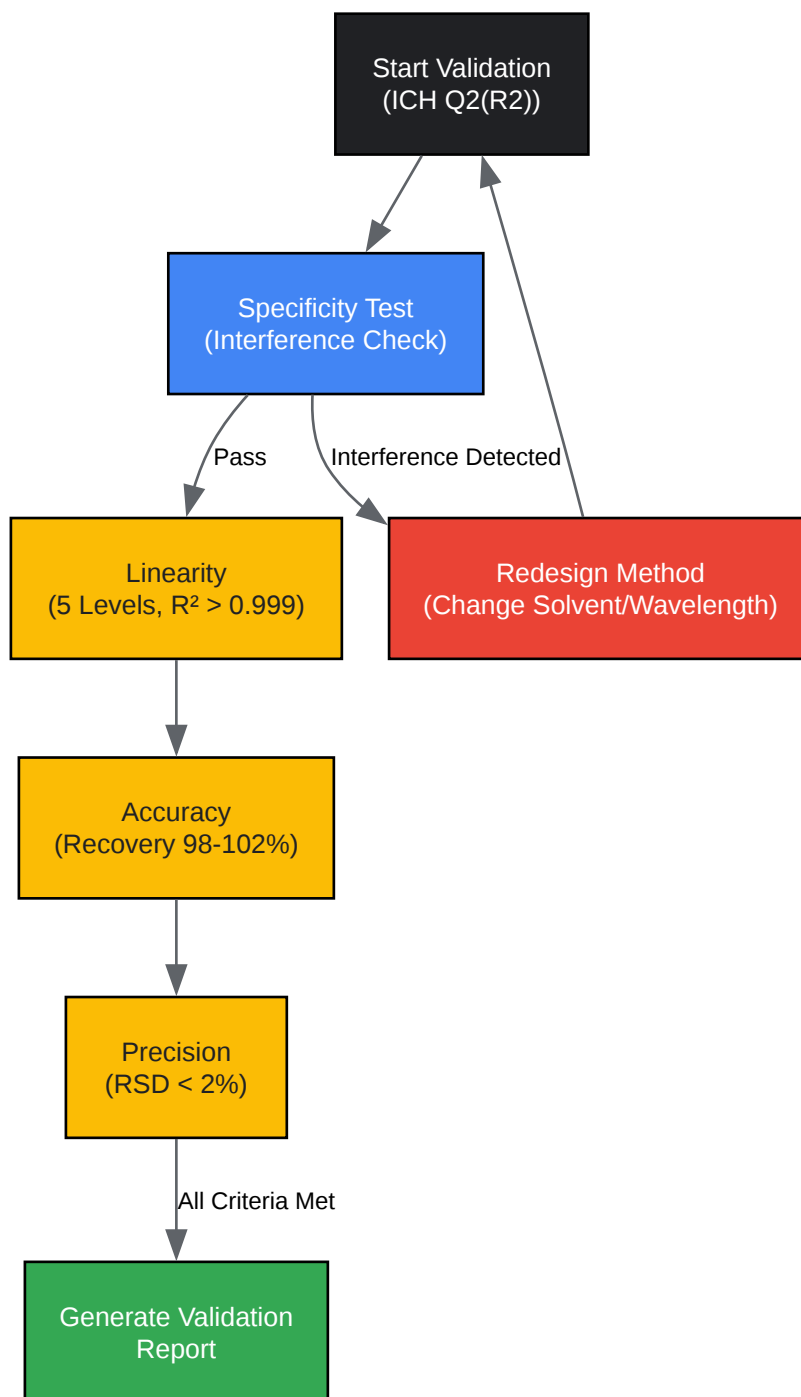 Start Validation
(ICH Q2(R2))
Specificity Test
(Interference Check)
Pass
Interference Detected
Linearity
(5 Levels, R² > 0.999)
Redesign Method
(Change Solvent/Wavelength)
Accuracy
(Recovery 98-102%)
Precision
(RSD < 2%)
All Criteria Met
Generate Validation
Report